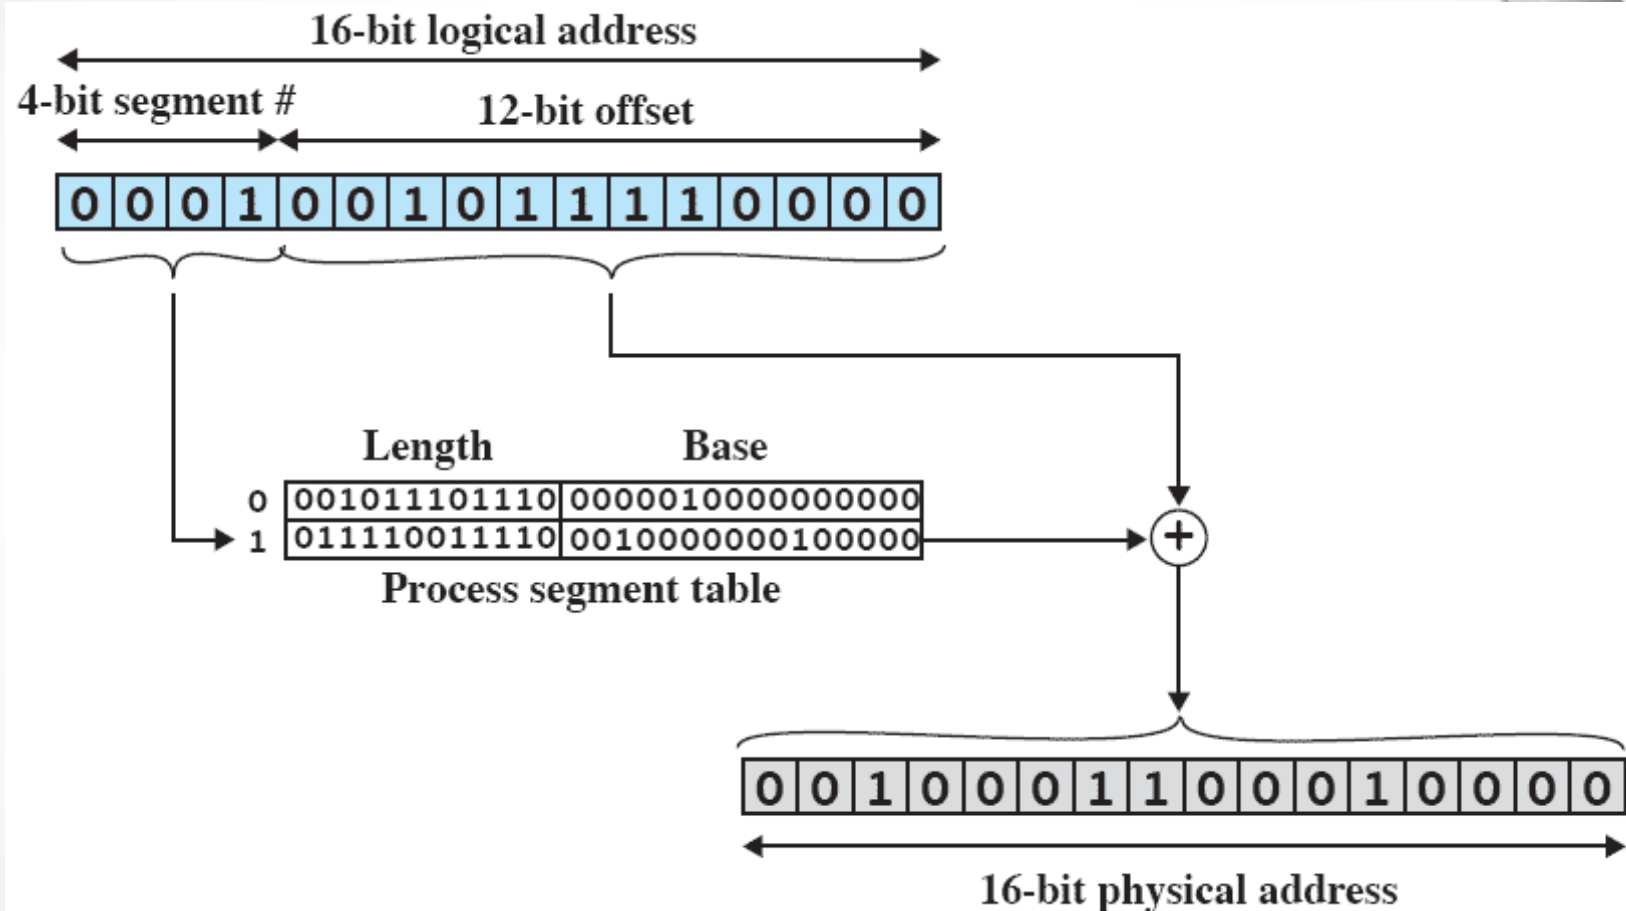 16-bit logical address
4-bit segment # 12-bit offset
0 0 0 1 0 0 1 0 1 1 1 1 0 0 0 0
Length Base
0 001011101110 0000010000000000
1 011110011110 0010000000100000
Process segment table
+
0 0 1 0 0 0 1 1 0 0 0 1 0 0 0 0
16-bit physical address